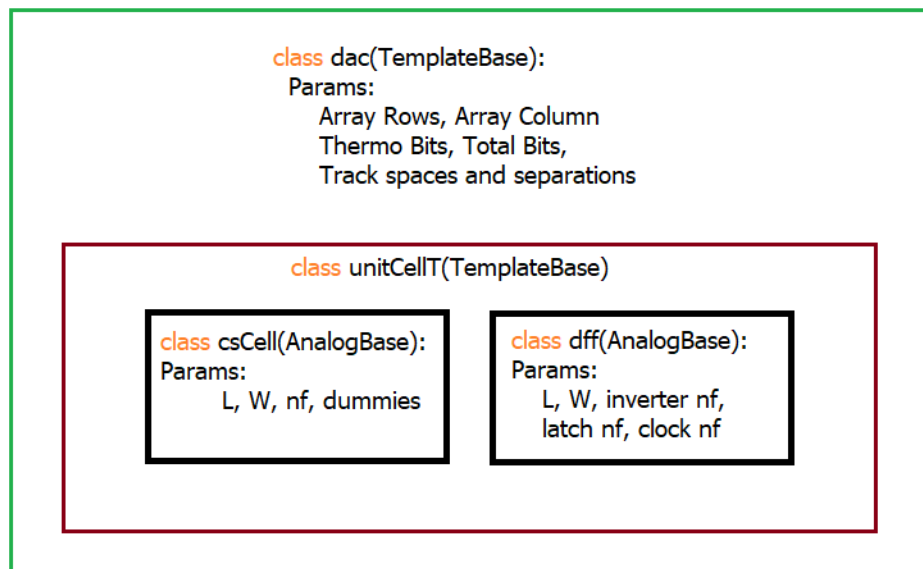 class dac(TemplateBase):
Params:
Array Rows, Array Column
Thermo Bits, Total Bits,
Track spaces and separations
class unitCellT(TemplateBase)
class csCell(AnalogBase):
Params:
L, W, nf, dummies
class dff(AnalogBase):
Params:
L, W, inverter nf,
latch nf, clock nf